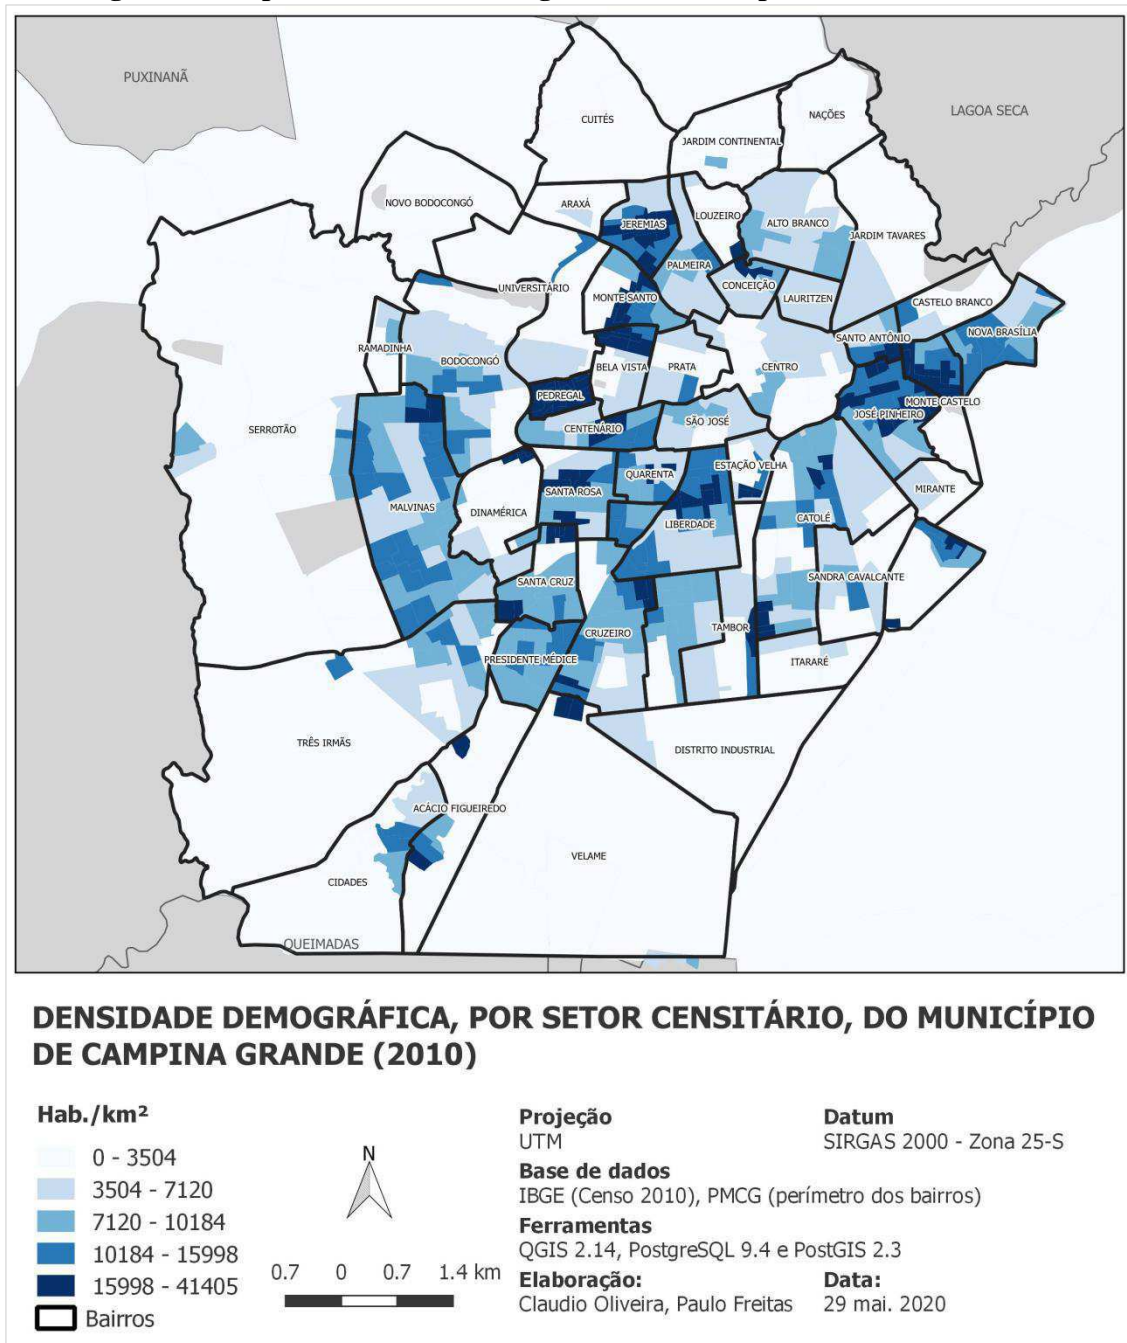 PUXINANÃ
LAGOA SECA
NAÇÕES
CUITÉS
JARDIM CONTINENTAL
NOVO BODOCONGÓ
ARAXÁ
LOUZEIRO
JEREMIAS
ALTO BRANCO
JARDIM TAVARES
PALMEIRA
UNIVERSITÁRIO
CONCEIÇÃO
MONTE SANTO
LAURITZEN
CASTELO BRANCO
NOVA BRASÍLIA
SANTO ANTÔNIO
RAMADINHA
BODOCONGÓ
BELA VISTA
PRATA
CENTRO
PEDREGAL
MONTE CASTELO
JOSÉ PINHEIRO
SÃO JOSÉ
CENTENÁRIO
SERROTÃO
ESTAÇÃO VELHA
QUARENTA
MIRANTE
SANTA ROSA
MALVINAS
DINAMÉRICA
CATOLÉ
LIBERDADE
SANTA CRUZ
SANDRA CAVALCANTE
TAMBOR
CRUZEIRO
PRESIDENTE MÉDICE
ITARARÉ
TRÊS IRMÃS
DISTRITO INDUSTRIAL
ACÁCIO FIGUEIREDO
VELAME
CIDADES
QUEIMADAS
DENSIDADE DEMOGRÁFICA, POR SETOR CENSITÁRIO, DO MUNICÍPIO
DE CAMPINA GRANDE (2010)
Hab./km²
0 - 3504
3504 - 7120
7120 - 10184
10184 - 15998
15998 - 41405
Bairros
N
0.7 0 0.7 1.4 km
Projeção
UTM
Datum
SIRGAS 2000 - Zona 25-S
Base de dados
IBGE (Censo 2010), PMCG (perímetro dos bairros)
Ferramentas
QGIS 2.14, PostgreSQL 9.4 e PostGIS 2.3
Elaboração:
Claudio Oliveira, Paulo Freitas
Data:
29 mai. 2020